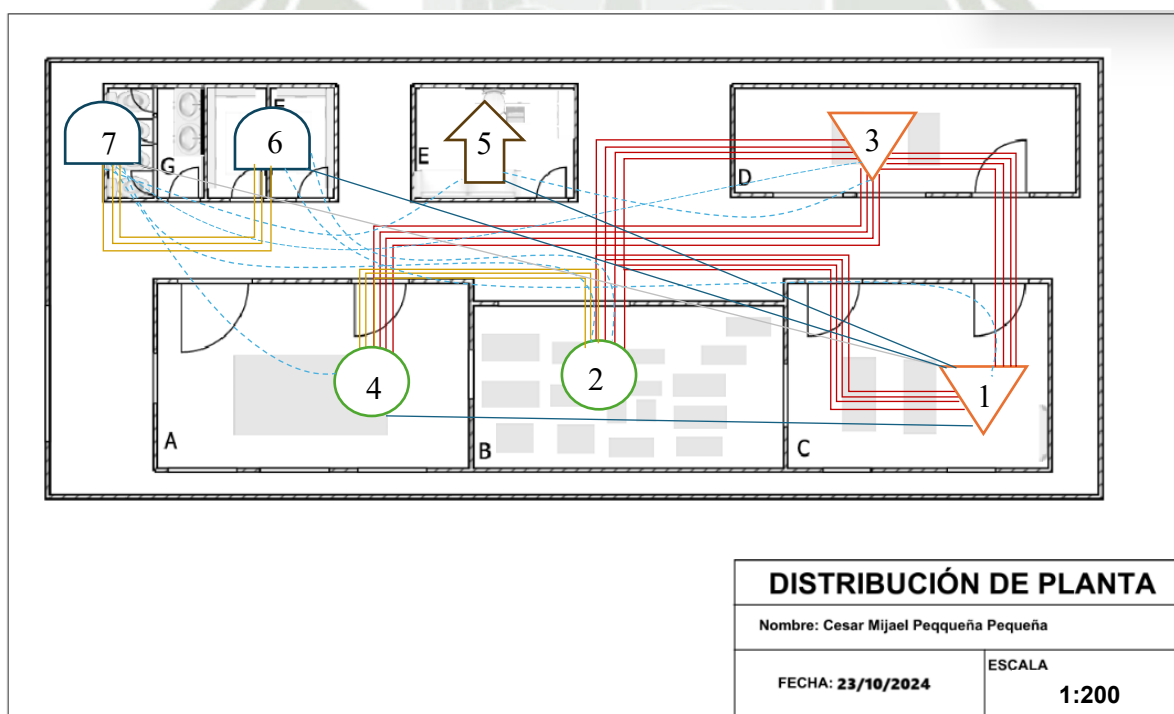 7
6
5
3
F
G
E
D
4
2
1
A
B
C
DISTRIBUCIÓN DE PLANTA
Nombre: Cesar Mijael Peqqueña Pequeña
FECHA: 23/10/2024
ESCALA
1:200